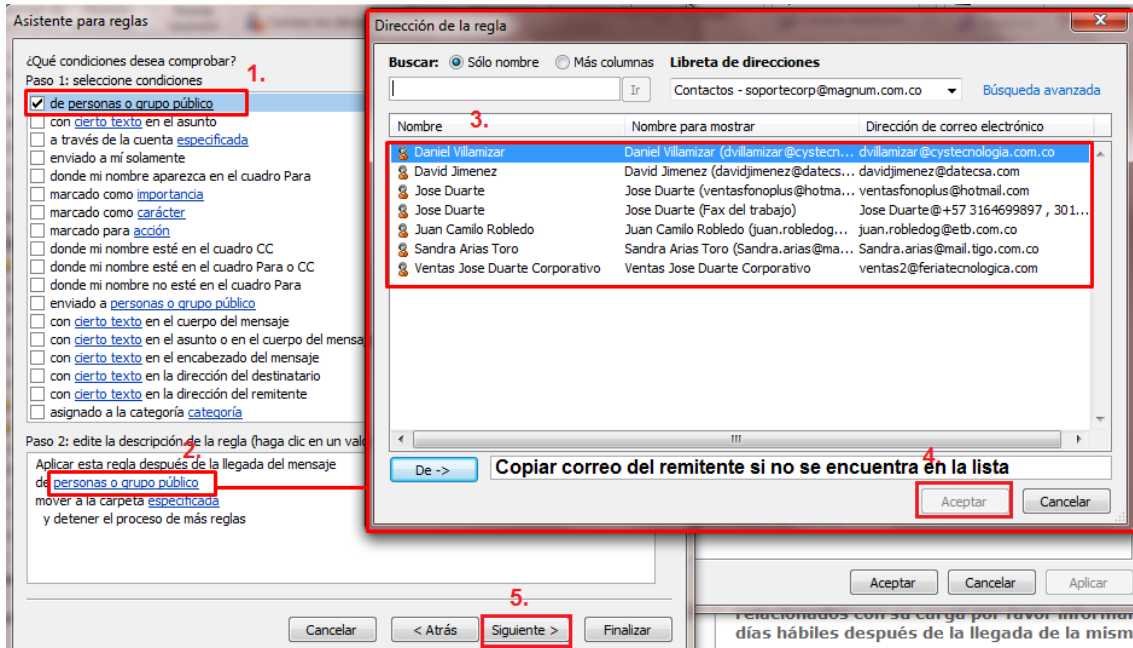 Asistente para reglas
¿Qué condiciones desea comprobar?
Paso 1: seleccione condiciones
1.
de personas o grupo público
con cierto texto en el asunto
a través de la cuenta especificada
enviado a mí solamente
donde mi nombre aparezca en el cuadro Para
marcado como importancia
marcado como carácter
marcado para acción
donde mi nombre esté en el cuadro CC
donde mi nombre esté en el cuadro Para o CC
donde mi nombre no esté en el cuadro Para
enviado a personas o grupo público
con cierto texto en el cuerpo del mensaje
con cierto texto en el asunto o en el cuerpo del mensa
con cierto texto en el encabezado del mensaje
con cierto texto en la dirección del destinatario
con cierto texto en la dirección del remitente
asignado a la categoría categoría
Paso 2: edite la descripción de la regla (haga clic en un valo
2.
Aplicar esta regla después de la llegada del mensaje
de personas o grupo público
mover a la carpeta especificada
y detener el proceso de más reglas
5.
Cancelar < Atrás Siguiente > Finalizar
Dirección de la regla
Buscar: Sólo nombre Más columnas Libreta de direcciones
Ir Contactos - soportecorp@magnum.com.co Búsqueda avanzada
Nombre 3. Nombre para mostrar Dirección de correo electrónico
Daniel Villamizar Daniel Villamizar (dvillamizar@cystecn... dvillamizar@cystecnologia.com.co
David Jimenez David Jimenez (davidjimenez@datecs... davidjimenez@datecsa.com
Jose Duarte Jose Duarte (ventasfonoplus@hotma... ventasfonoplus@hotmail.com
Jose Duarte Jose Duarte (Fax del trabajo) Jose Duarte@+57 3164699897 , 301...
Juan Camilo Robledo Juan Camilo Robledo (juan.robledog... juan.robledog@etb.com.co
Sandra Arias Toro Sandra Arias Toro (Sandra.arias@ma... Sandra.arias@mail.tigo.com.co
Ventas Jose Duarte Corporativo Ventas Jose Duarte Corporativo ventas2@feriatecnologica.com
De -> Copiar correo del remitente si no se encuentra en la lista
4.
Aceptar Cancelar
Aceptar Cancelar Aplicar
relacionados con su carga por favor informar
días hábiles después de la llegada de la mism